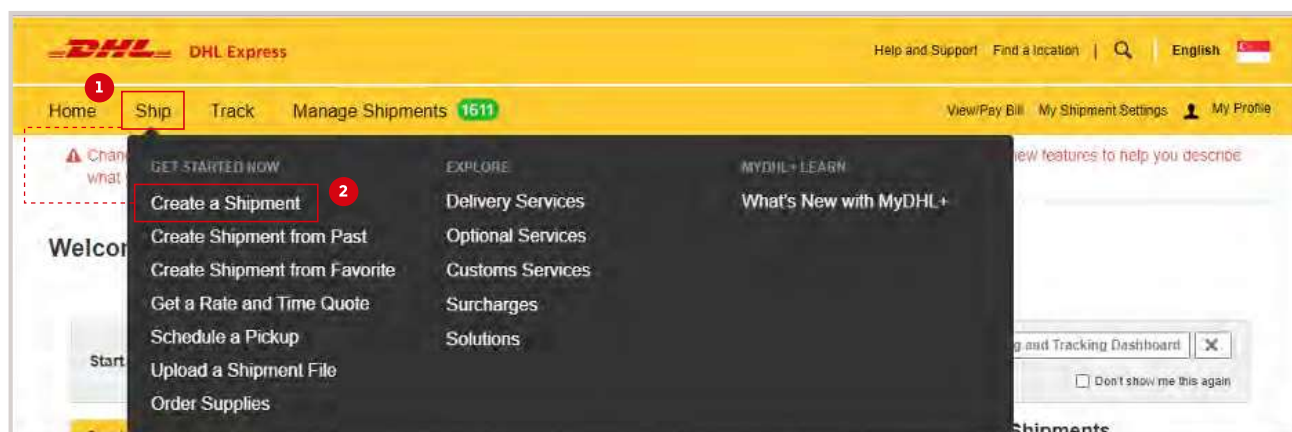 DHL DHL Express
Help and Support Find a location | English
1
Home Ship Track Manage Shipments 1611
View/Pay Bill My Shipment Settings My Profile
Chan
new features to help you describe
what
GET STARTED NOW
EXPLORE
MYDHL+ LEARN
Create a Shipment 2
Delivery Services
What's New with MyDHL+
Create Shipment from Past
Optional Services
Welcor
Create Shipment from Favorite
Customs Services
Get a Rate and Time Quote
Surcharges
Schedule a Pickup
Solutions
g and Tracking Dashboard
Start
Upload a Shipment File
Don't show me this again
Order Supplies
Shipments